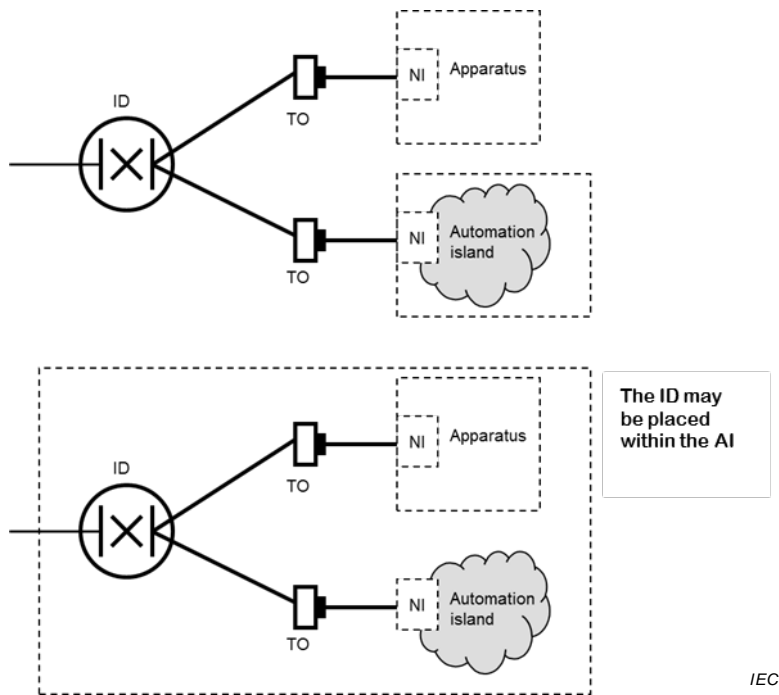 ID
TO
NI
Apparatus
TO
NI
Automation
island
ID
TO
NI
Apparatus
TO
NI
Automation
island
The ID may
be placed
within the AI
IEC